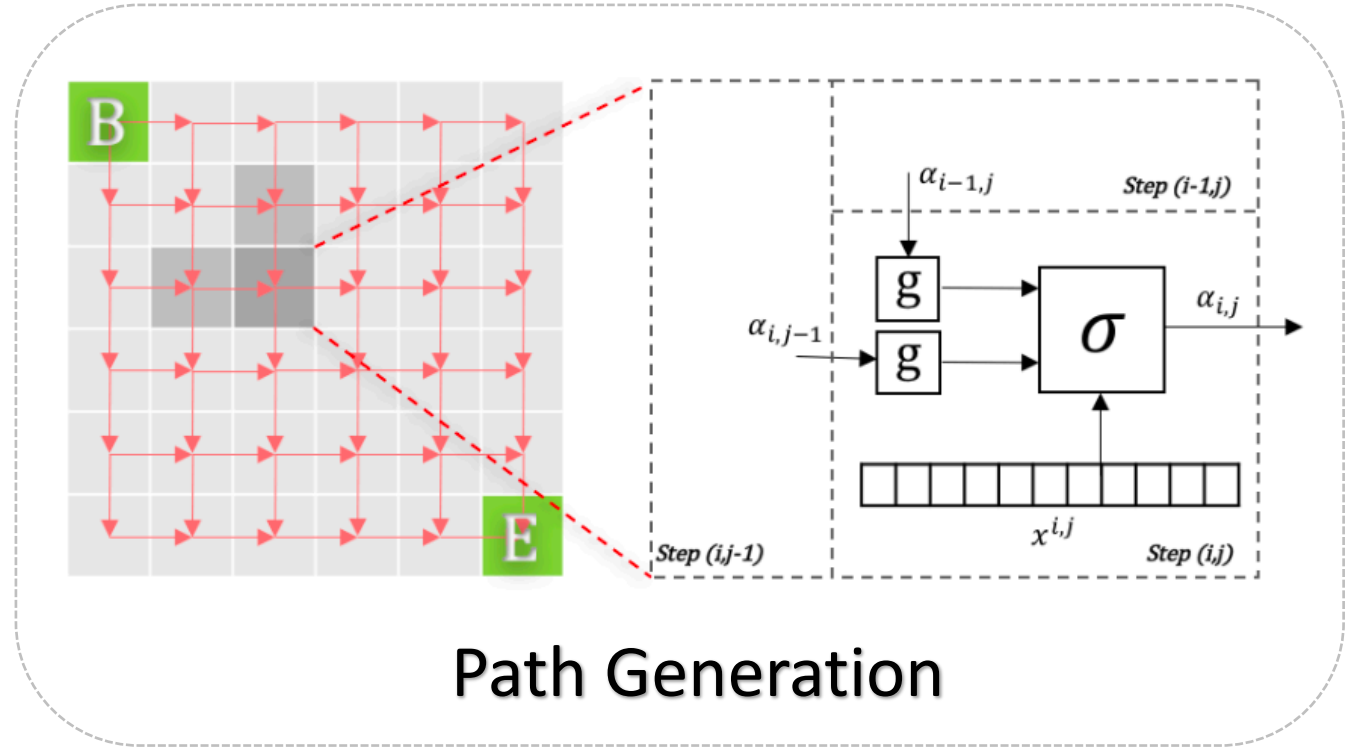 B
E
α_{i−1,j}
Step (i-1,j)
g
α_{i,j−1}
g
σ
α_{i,j}
x^{i,j}
Step (i,j-1)
Step (i,j)
Path Generation